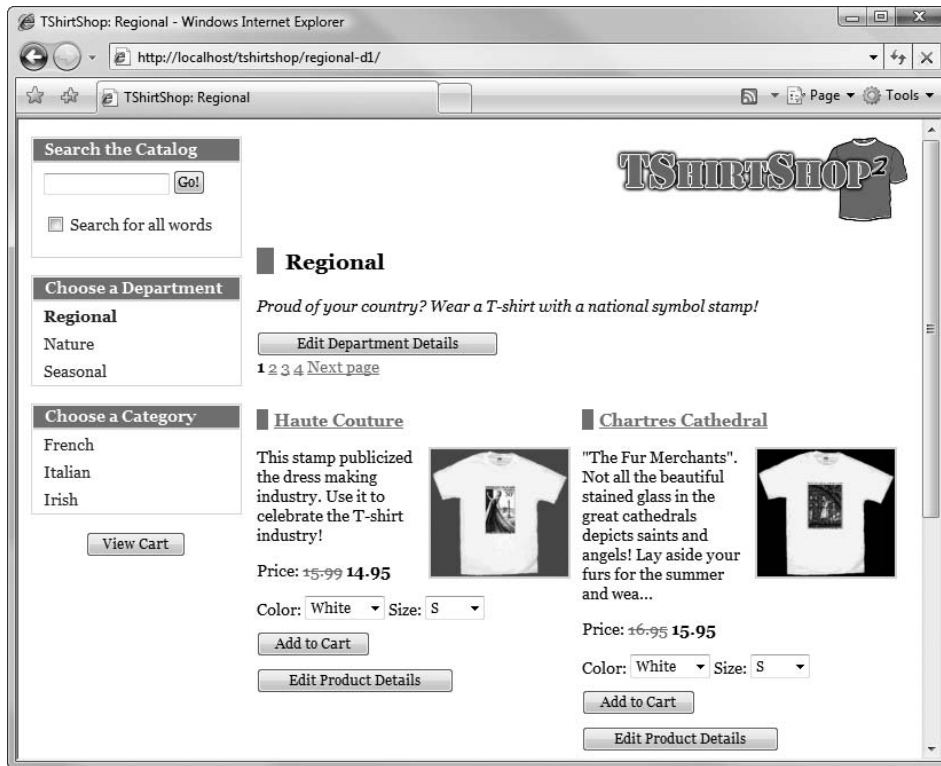 TShirtShop: Regional - Windows Internet Explorer
http://localhost/tshirtshop/regional-d1/
TShirtShop: Regional
Page
Tools
Search the Catalog
Go!
Search for all words
Choose a Department
Regional
Nature
Seasonal
Choose a Category
French
Italian
Irish
View Cart
TShirtShop²
Regional
Proud of your country? Wear a T-shirt with a national symbol stamp!
Edit Department Details
1 2 3 4 Next page
Haute Couture
This stamp publicized
the dress making
industry. Use it to
celebrate the T-shirt
industry!
Price: 15.99 14.95
Color: White Size: S
Add to Cart
Edit Product Details
Chartres Cathedral
"The Fur Merchants".
Not all the beautiful
stained glass in the
great cathedrals
depicts saints and
angels! Lay aside your
furs for the summer
and wea...
Price: 16.95 15.95
Color: White Size: S
Add to Cart
Edit Product Details